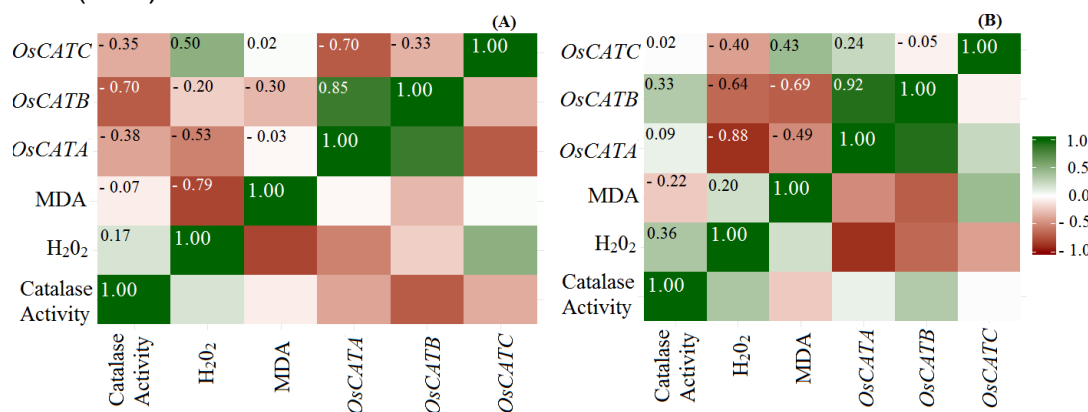 (A)
OsCATC - 0.35 0.50 0.02 - 0.70 - 0.33 1.00
OsCATB - 0.70 - 0.20 - 0.30 0.85 1.00
OsCATA - 0.38 - 0.53 - 0.03 1.00
MDA - 0.07 - 0.79 1.00
H₂0₂ 0.17 1.00
Catalase
Activity
1.00
Catalase
Activity
H₂0₂
MDA
OsCATA
OsCATB
OsCATC
(B)
OsCATC 0.02 - 0.40 0.43 0.24 - 0.05 1.00
OsCATB 0.33 - 0.64 - 0.69 0.92 1.00
OsCATA 0.09 - 0.88 - 0.49 1.00
MDA - 0.22 0.20 1.00
H₂0₂ 0.36 1.00
Catalase
Activity
1.00
Catalase
Activity
H₂0₂
MDA
OsCATA
OsCATB
OsCATC
1.0
0.5
0.0
- 0.5
- 1.0